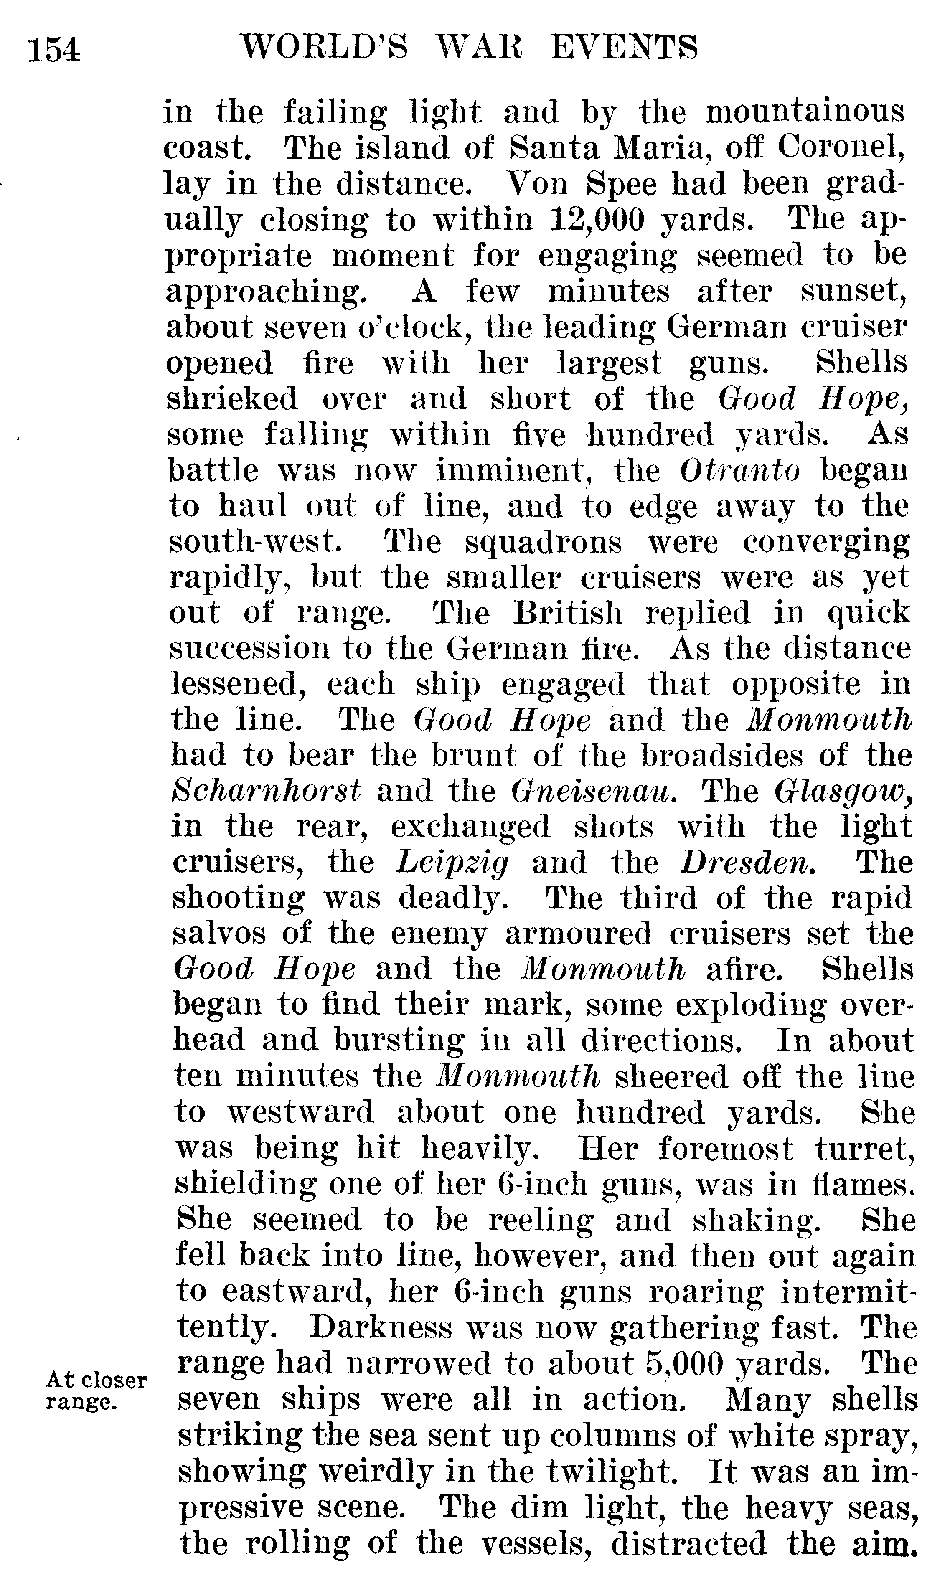 154 WORLD'S WAR EVENTS
in the failing light and by the mountainous
coast. The island of Santa Maria, off Coronel,
lay in the distance. Von Spee had been grad-
ually closing to within 12,000 yards. The ap-
propriate moment for engaging seemed to be
approaching. A few minutes after sunset,
about seven o'clock, the leading German cruiser
opened fire with her largest guns. Shells
shrieked over and short of the Good Hope,
some falling within five hundred yards. As
battle was now imminent, the Otranto began
to haul out of line, and to edge away to the
south-west. The squadrons were converging
rapidly, but the smaller cruisers were as yet
out of range. The British replied in quick
succession to the German fire. As the distance
lessened, each ship engaged that opposite in
the line. The Good Hope and the Monmouth
had to bear the brunt of the broadsides of the
Scharnhorst and the Gneisenau. The Glasgow,
in the rear, exchanged shots with the light
cruisers, the Leipzig and the Dresden. The
shooting was deadly. The third of the rapid
salvos of the enemy armoured cruisers set the
Good Hope and the Monmouth afire. Shells
began to find their mark, some exploding over-
head and bursting in all directions. In about
ten minutes the Monmouth sheered off the line
to westward about one hundred yards. She
was being hit heavily. Her foremost turret,
shielding one of her 6-inch guns, was in flames.
She seemed to be reeling and shaking. She
fell back into line, however, and then out again
to eastward, her 6-inch guns roaring intermit-
tently. Darkness was now gathering fast. The
range had narrowed to about 5,000 yards. The
At closer
range.
seven ships were all in action. Many shells
striking the sea sent up columns of white spray,
showing weirdly in the twilight. It was an im-
pressive scene. The dim light, the heavy seas,
the rolling of the vessels, distracted the aim.